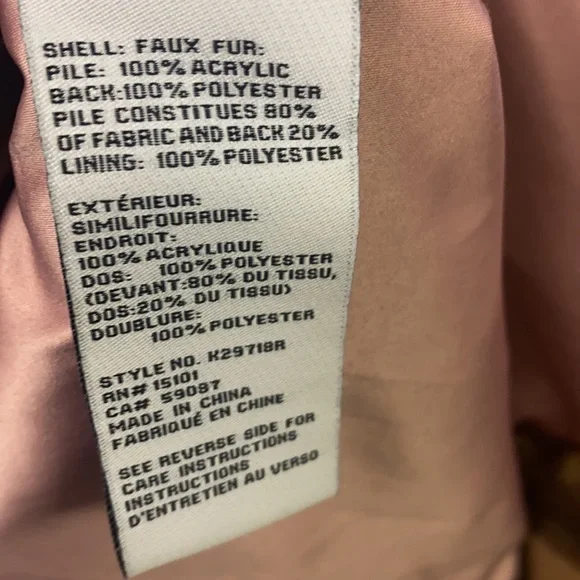 SHELL: FAUX FUR:
PILE: 100% ACRYLIC
BACK:100% POLYESTER
PILE CONSTITUES 80%
OF FABRIC AND BACK 20%
LINING: 100% POLYESTER
EXTÉRIEUR:
SIMILIFOURRURE:
ENDROIT:
100% ACRYLIQUE
DOS: 100% POLYESTER
(DEVANT:80% DU TISSU,
DOS:20% DU TISSU)
DOUBLURE:
100% POLYESTER
STYLE NO. K29718R
RN# 15101
CA# 59087
MADE IN CHINA
FABRIQUÉ EN CHINE
SEE REVERSE SIDE FOR
CARE INSTRUCTIONS
INSTRUCTIONS
D'ENTRETIEN AU VERSO